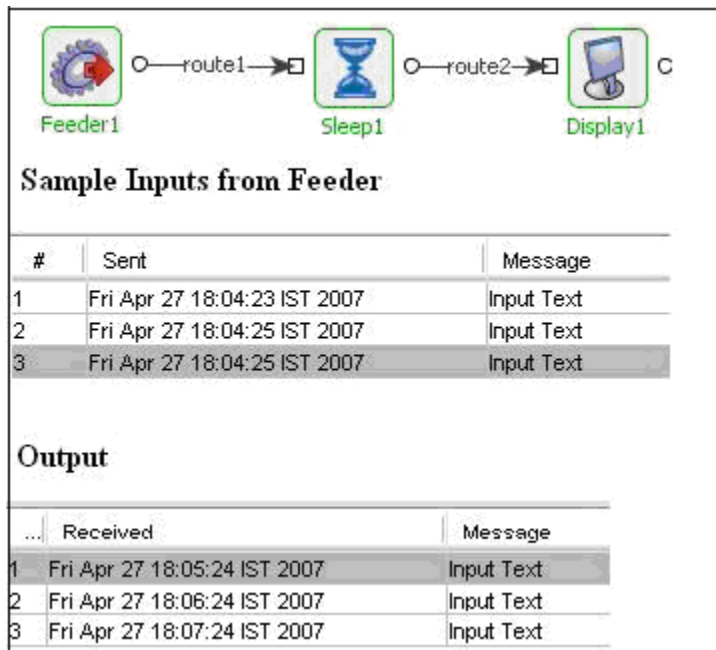 route1 route2
Feeder1 Sleep1 Display1
Sample Inputs from Feeder
# Sent Message
1 Fri Apr 27 18:04:23 IST 2007 Input Text
2 Fri Apr 27 18:04:25 IST 2007 Input Text
3 Fri Apr 27 18:04:25 IST 2007 Input Text
Output
... Received Message
1 Fri Apr 27 18:05:24 IST 2007 Input Text
2 Fri Apr 27 18:06:24 IST 2007 Input Text
3 Fri Apr 27 18:07:24 IST 2007 Input Text